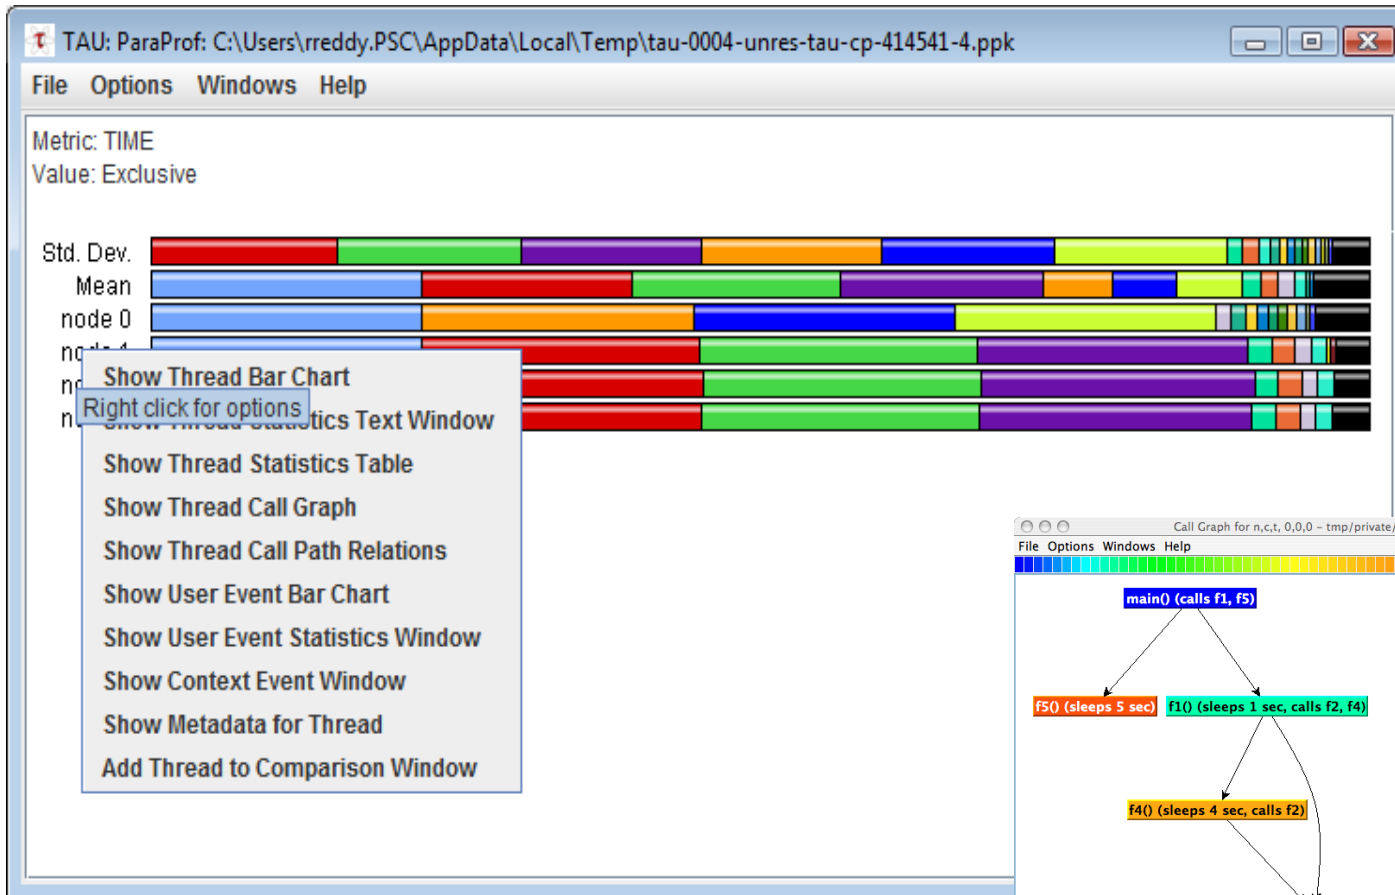 TAU: ParaProf: C:\Users\rreddy.PSC\AppData\Local\Temp\tau-0004-unres-tau-cp-414541-4.ppk
File Options Windows Help
Metric: TIME
Value: Exclusive
Std. Dev.
Mean
node 0
Show Thread Bar Chart
Right click for options
Statistics Text Window
Show Thread Statistics Table
Show Thread Call Graph
Show Thread Call Path Relations
Show User Event Bar Chart
Show User Event Statistics Window
Show Context Event Window
Show Metadata for Thread
Add Thread to Comparison Window
Call Graph for n,c,t, 0,0,0 – tmp/private/
File Options Windows Help
main() (calls f1, f5)
f5() (sleeps 5 sec)
f1() (sleeps 1 sec, calls f2, f4)
f4() (sleeps 4 sec, calls f2)